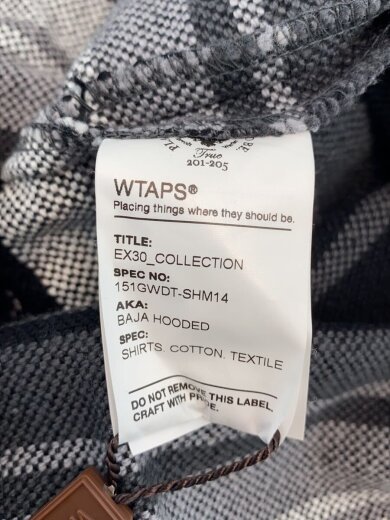 True
201-205
WTAPS®
Placing things where they should be.
TITLE:
EX30_COLLECTION
SPEC NO:
151GWDT-SHM14
AKA:
BAJA HOODED
SPEC:
SHIRTS. COTTON. TEXTILE
DO NOT REMOVE THIS LABEL.
CRAFT WITH PRIDE.